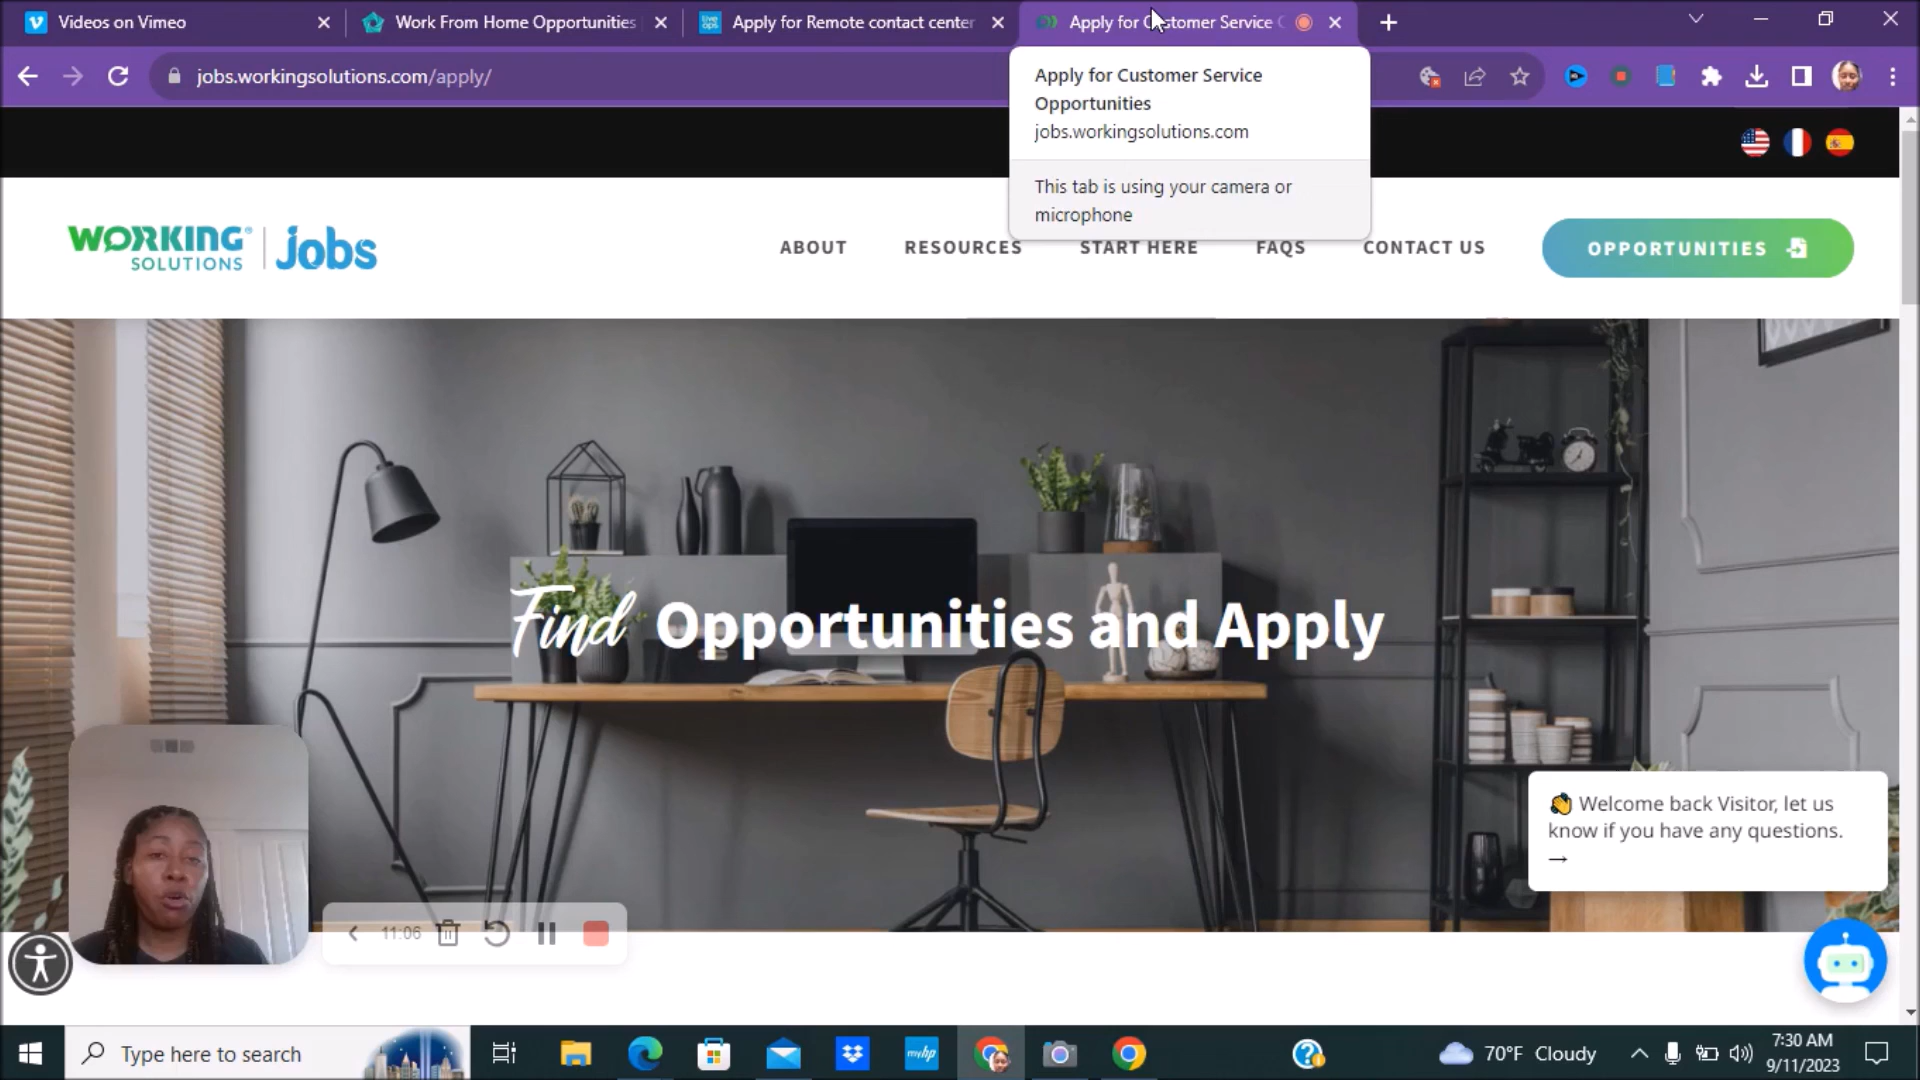 Videos on Vimeo
Work From Home Opportunities
Apply for Remote contact center
Apply for Customer Service
jobs.workingsolutions.com/apply/
Apply for Customer Service
Opportunities
jobs.workingsolutions.com
This tab is using your camera or
microphone
WORKING
SOLUTIONS
jobs
ABOUT
RESOURCES
START HERE
FAQS
CONTACT US
OPPORTUNITIES
Find Opportunities and Apply
👋 Welcome back Visitor, let us
know if you have any questions.
→
11:06
Type here to search
myhp
70°F Cloudy
7:30 AM
9/11/2023